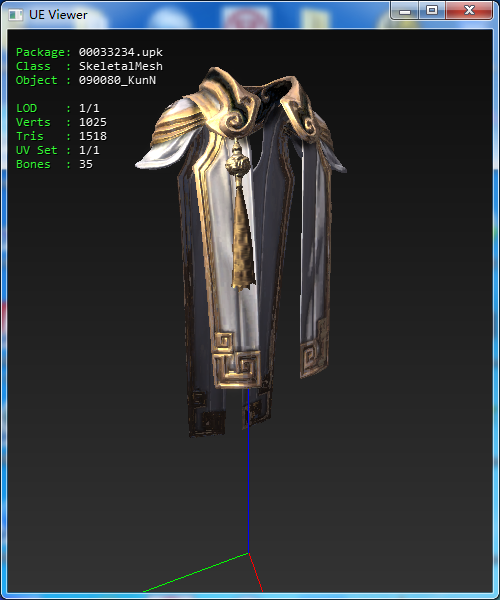 UE Viewer
Package: 00033234.upk
Class  : SkeletalMesh
Object : 090080_KunN
LOD    : 1/1
Verts  : 1025
Tris   : 1518
UV Set : 1/1
Bones  : 35